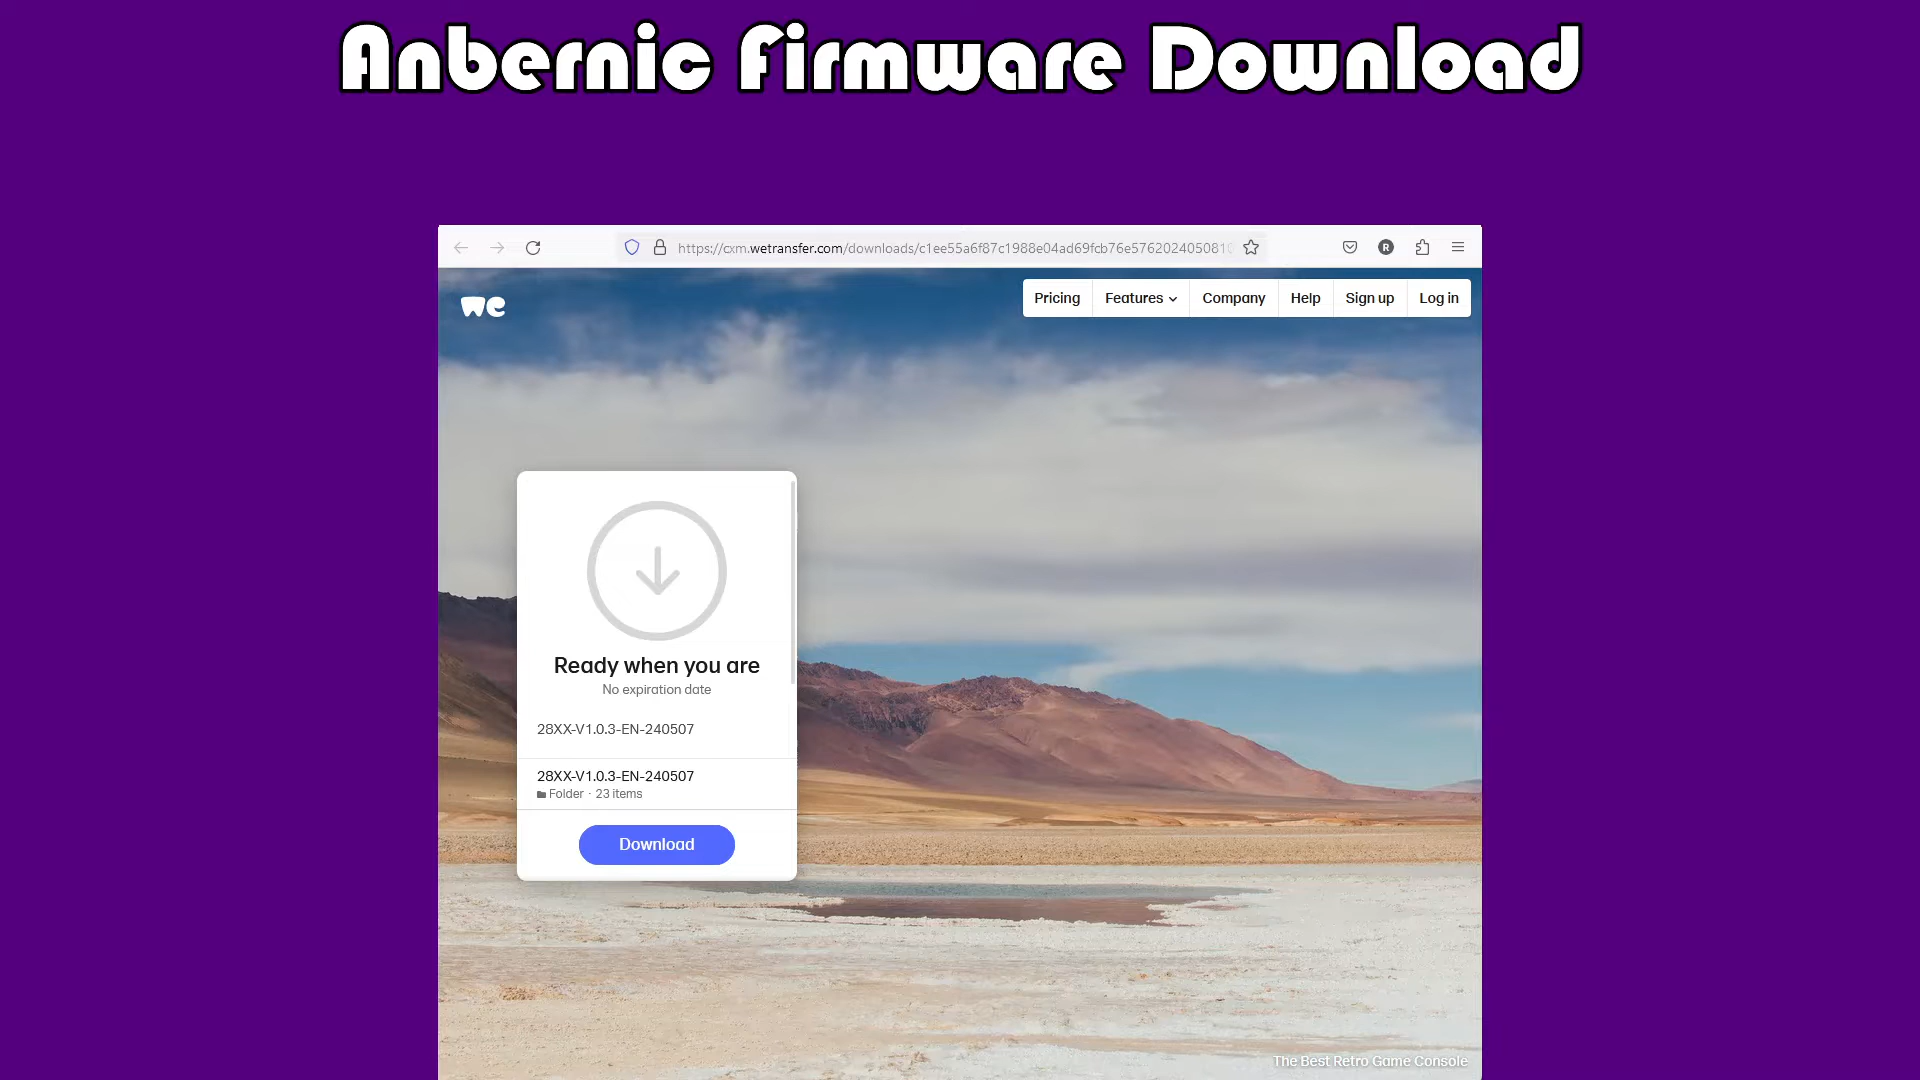 Anbernic Firmware Download
https://cxm.wetransfer.com/downloads/c1ee55a6f87c1988e04ad69fcb76e5762024050810
R
we
Pricing Features Company Help Sign up Log in
Ready when you are
No expiration date
28XX-V1.0.3-EN-240507
28XX-V1.0.3-EN-240507
Folder · 23 items
Download
The Best Retro Game Console